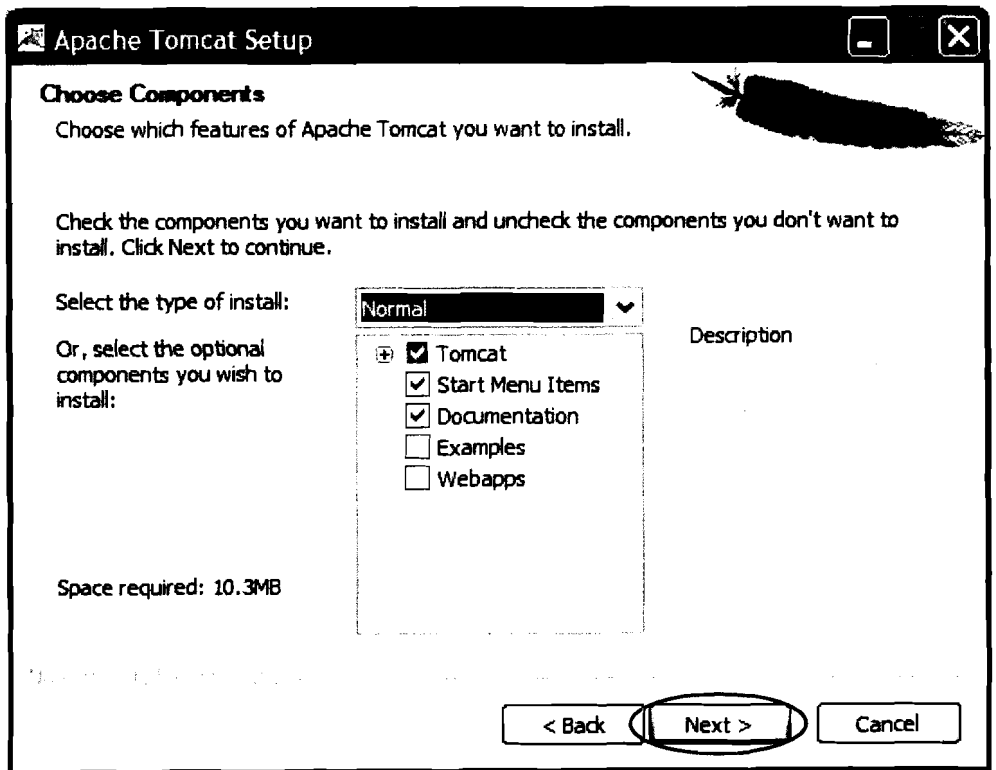 Apache Tomcat Setup
Choose Components
Choose which features of Apache Tomcat you want to install.
Check the components you want to install and uncheck the components you don't want to
install. Click Next to continue.
Select the type of install:
Normal
Or, select the optional
components you wish to
install:
Tomcat
Start Menu Items
Documentation
Examples
Webapps
Description
Space required: 10.3MB
< Back
Next >
Cancel